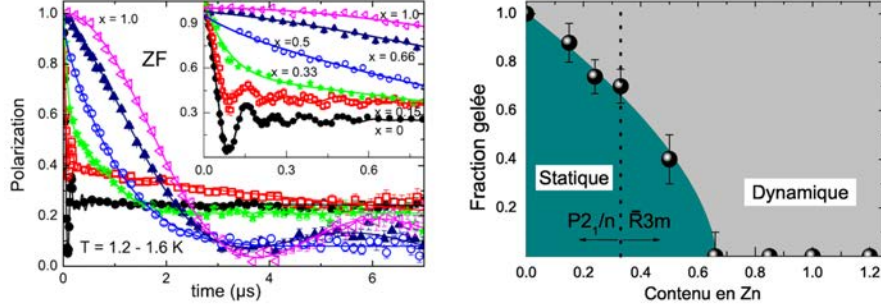 x = 1.0
ZF
T = 1.2 - 1.6 K
Polarization
1.0
0.8
0.6
0.4
0.2
0.0
0
2
4
6
time (µs)
x = 1.0
x = 0.66
x =0.5
x = 0.33
x = 0.15
x = 0
0.9
0.6
0.3
0.0
0.3
0.6
Fraction gelée
1.0
0.8
0.6
0.4
0.2
Statique
Dynamique
P2₁/n R̄3m
0.0
0.2
0.4
0.6
0.8
1.0
1.2
Contenu en Zn